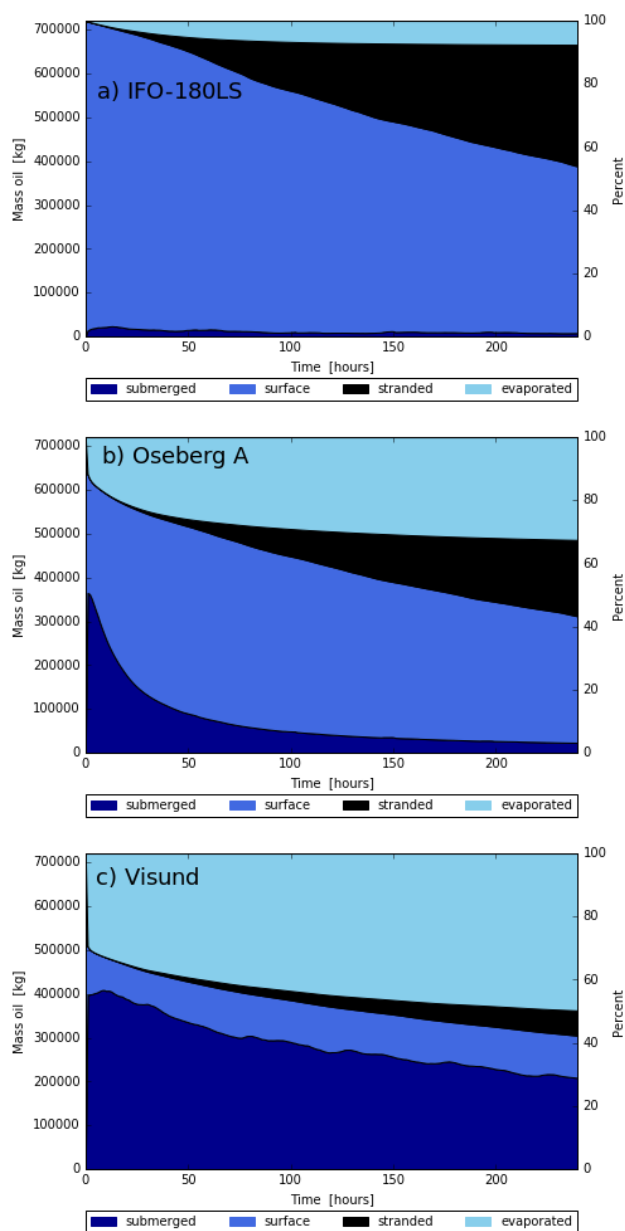 a) IFO-180LS
Mass oil [kg]
700000
600000
500000
400000
300000
200000
100000
0
Percent
100
80
60
40
20
0
0 50 100 150 200
Time [hours]
submerged surface stranded evaporated
b) Oseberg A
Mass oil [kg]
700000
600000
500000
400000
300000
200000
100000
0
Percent
100
80
60
40
20
0
0 50 100 150 200
Time [hours]
submerged surface stranded evaporated
c) Visund
Mass oil [kg]
700000
600000
500000
400000
300000
200000
100000
0
Percent
100
80
60
40
20
0
0 50 100 150 200
Time [hours]
submerged surface stranded evaporated